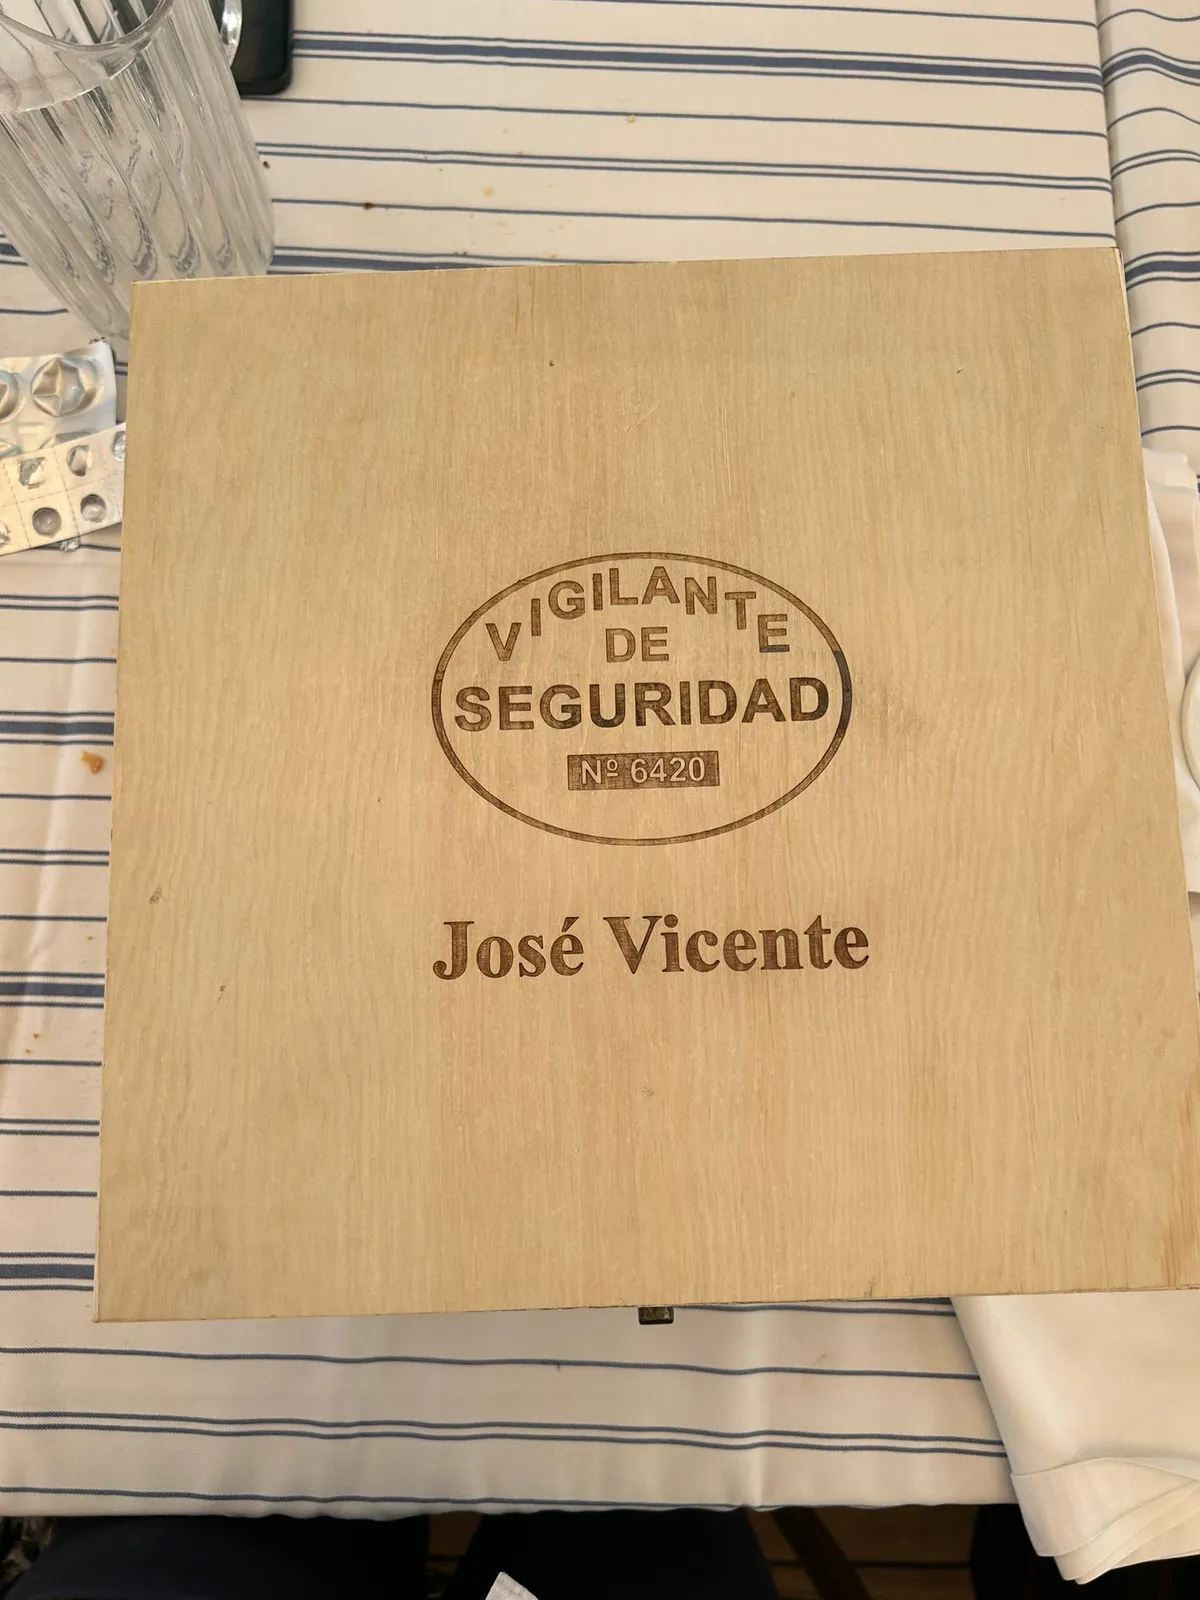 VIGILANTE
DE
SEGURIDAD
Nº 6420
José Vicente